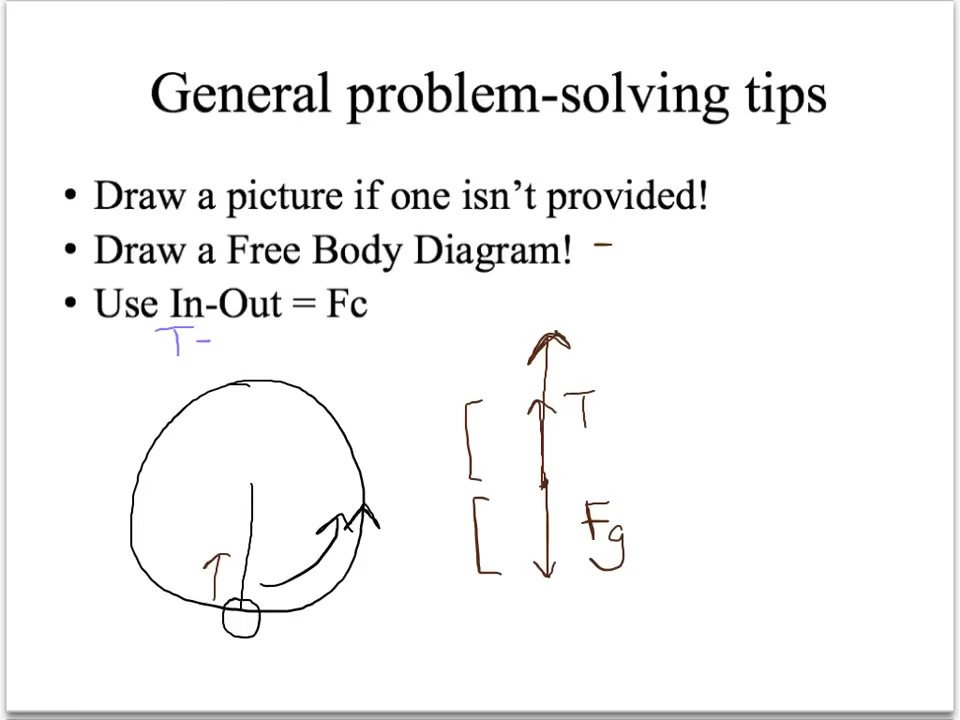 General problem-solving tips
• Draw a picture if one isn't provided!
• Draw a Free Body Diagram! -
• Use In-Out = Fc
T -
T
Fg